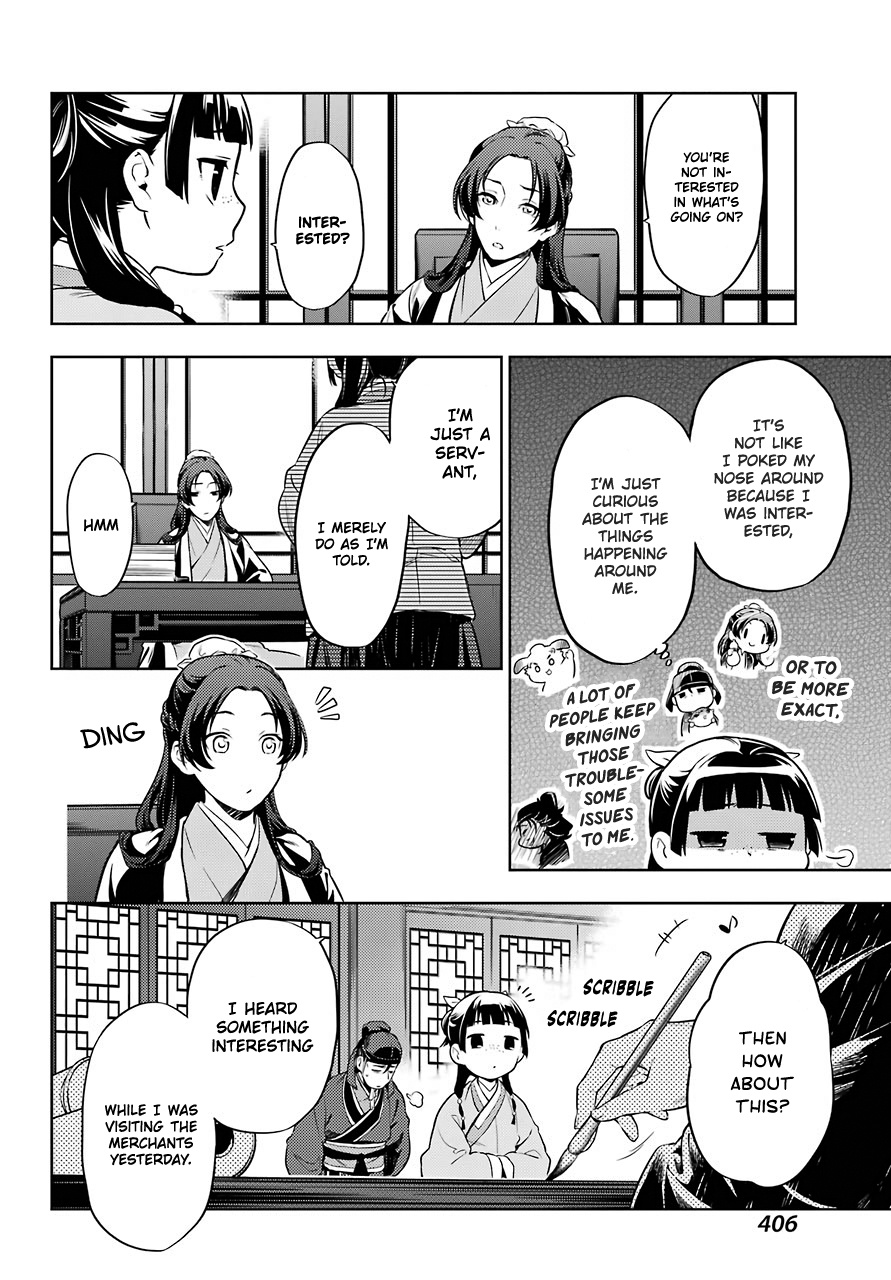 YOU'RE
NOT IN-
TERESTED
IN WHAT'S
GOING ON?
INTER-
ESTED?
IT'S
NOT LIKE
I POKED MY
NOSE AROUND
BECAUSE I
WAS INTER-
ESTED,
I'M JUST
CURIOUS
ABOUT THE
THINGS
HAPPENING
AROUND
ME.
OR TO
BE MORE
EXACT,
A LOT OF
PEOPLE KEEP
BRINGING
THOSE
TROUBLE-
SOME
ISSUES
TO ME.
I'M
JUST A
SERV-
ANT,
I MERELY
DO AS I'M
TOLD.
HMM
DING
THEN
HOW
ABOUT
THIS?
SCRIBBLE
SCRIBBLE
I HEARD
SOMETHING
INTERESTING
WHILE I WAS
VISITING THE
MERCHANTS
YESTERDAY.
406